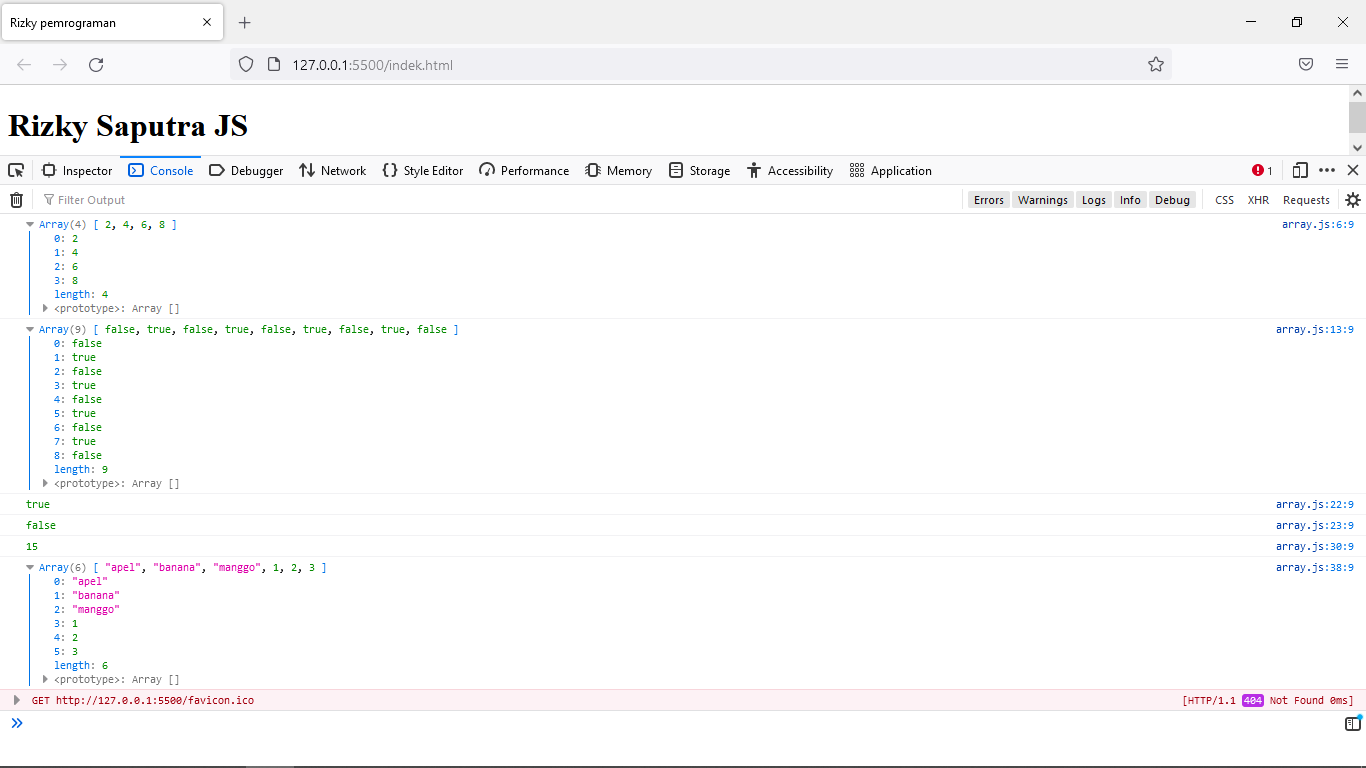 Rizky pemrograman
127.0.0.1:5500/indek.html
Rizky Saputra JS
Inspector Console Debugger Network Style Editor Performance Memory Storage Accessibility Application 1
Filter Output Errors Warnings Logs Info Debug CSS XHR Requests
Array(4) [ 2, 4, 6, 8 ] array.js:6:9
0: 2
1: 4
2: 6
3: 8
length: 4
<prototype>: Array []
Array(9) [ false, true, false, true, false, true, false, true, false ] array.js:13:9
0: false
1: true
2: false
3: true
4: false
5: true
6: false
7: true
8: false
length: 9
<prototype>: Array []
true array.js:22:9
false array.js:23:9
15 array.js:30:9
Array(6) [ "apel", "banana", "manggo", 1, 2, 3 ] array.js:38:9
0: "apel"
1: "banana"
2: "manggo"
3: 1
4: 2
5: 3
length: 6
<prototype>: Array []
GET http://127.0.0.1:5500/favicon.ico [HTTP/1.1 404 Not Found 0ms]